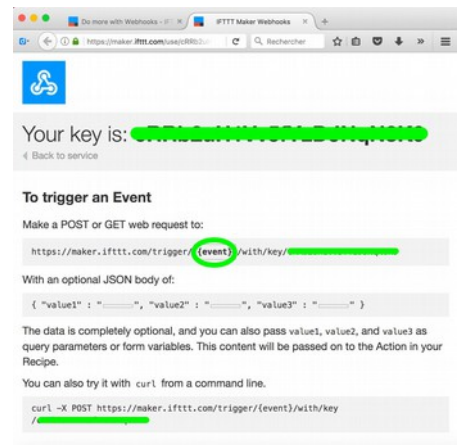 Do more with Webhooks - IFT
IFTTT Maker Webhooks
https://maker.ifttt.com/use/
Rechercher
Your key is:
Back to service
To trigger an Event
Make a POST or GET web request to:
https://maker.ifttt.com/trigger/{event}/with/key/
With an optional JSON body of:
{ "value1" : "", "value2" : "", "value3" : "" }
The data is completely optional, and you can also pass value1, value2, and value3 as
query parameters or form variables. This content will be passed on to the Action in your
Recipe.
You can also try it with curl from a command line.
curl -X POST https://maker.ifttt.com/trigger/{event}/with/key
/